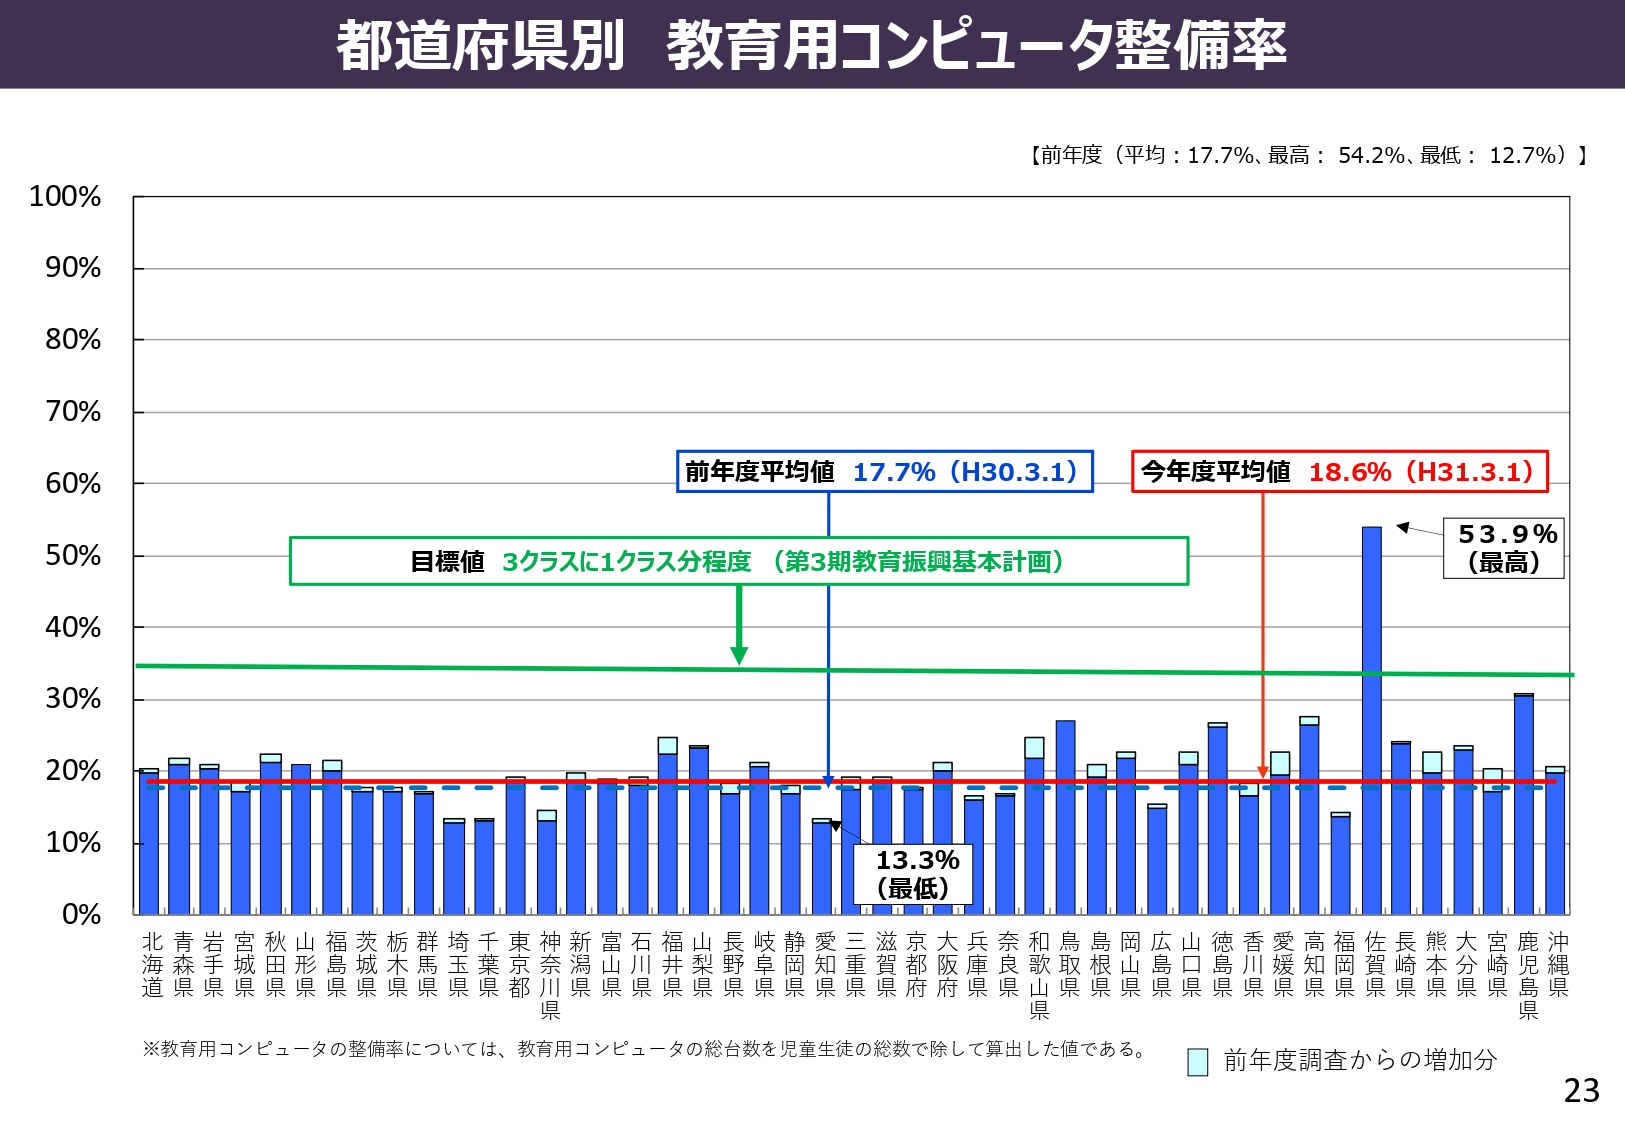 都道府県別　教育用コンピュータ整備率
【前年度（平均：17.7%、最高： 54.2%、最低： 12.7%）】
100%
90%
80%
70%
60%
50%
40%
30%
20%
10%
0%
前年度平均値 17.7%（H30.3.1）
今年度平均値 18.6%（H31.3.1）
53.9%
（最高）
目標値 3クラスに1クラス分程度 （第3期教育振興基本計画）
13.3%
（最低）
北海道
青森県
岩手県
宮城県
秋田県
山形県
福島県
茨城県
栃木県
群馬県
埼玉県
千葉県
東京都
神奈川県
新潟県
富山県
石川県
福井県
山梨県
長野県
岐阜県
静岡県
愛知県
三重県
滋賀県
京都府
大阪府
兵庫県
奈良県
和歌山県
鳥取県
島根県
岡山県
広島県
山口県
徳島県
香川県
愛媛県
高知県
福岡県
佐賀県
長崎県
熊本県
大分県
宮崎県
鹿児島県
沖縄県
※教育用コンピュータの整備率については、教育用コンピュータの総台数を児童生徒の総数で除して算出した値である。
前年度調査からの増加分
23